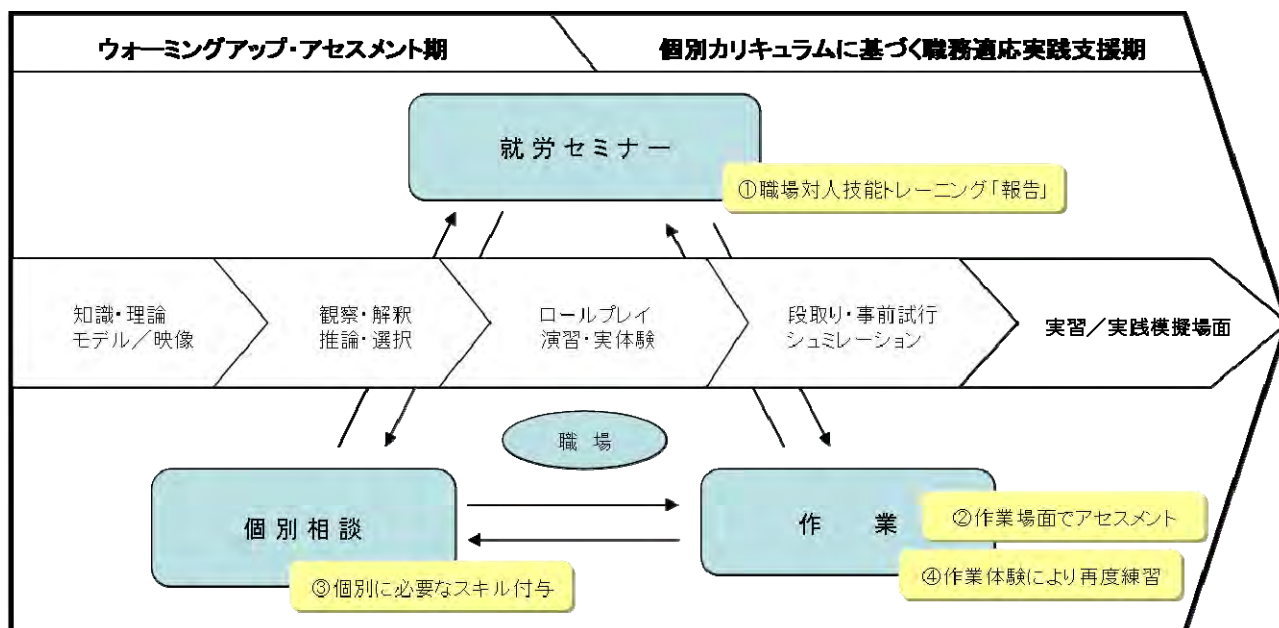 ウォーミングアップ・アセスメント期
個別カリキュラムに基づく職務適応実践支援期
就労セミナー
①職場対人技能トレーニング「報告」
知識・理論
モデル／映像
観察・解釈
推論・選択
ロールプレイ
演習・実体験
段取り・事前試行
シュミレーション
実習／実践模擬場面
職場
個別相談
③個別に必要なスキル付与
作業
②作業場面でアセスメント
④作業体験により再度練習